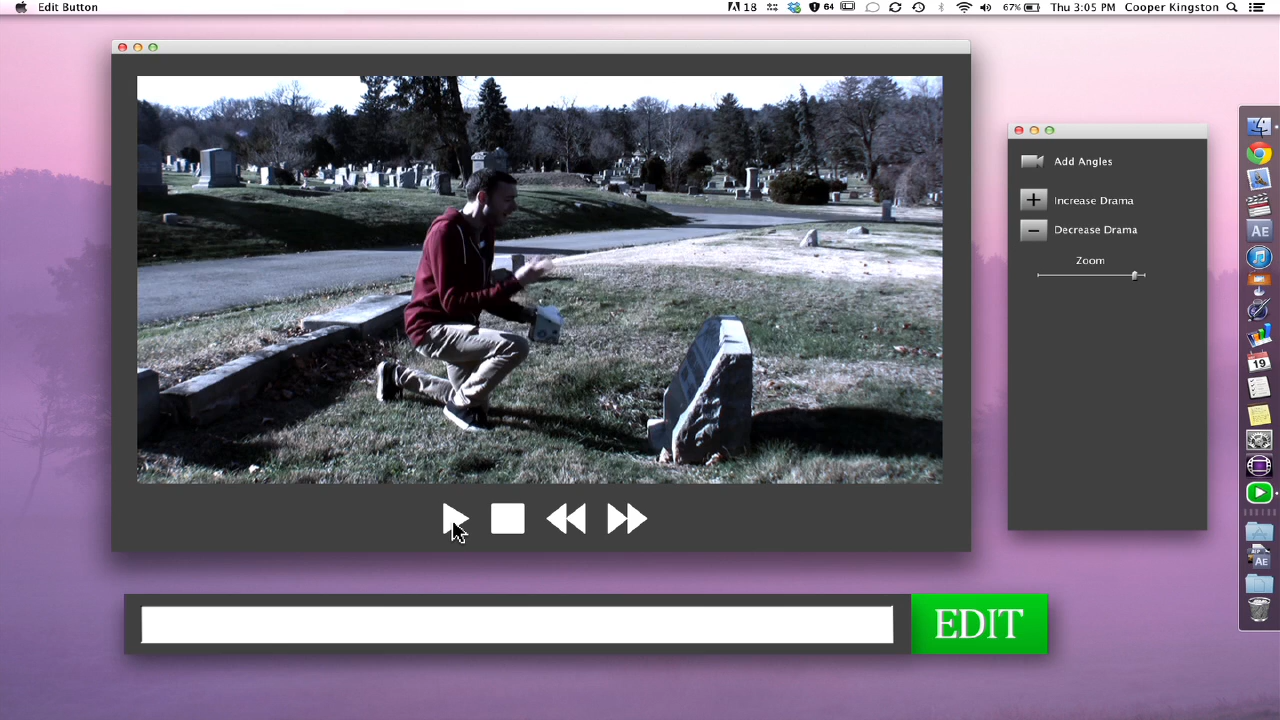 Edit Button
18
64
67%
Thu 3:05 PM
Cooper Kingston
Add Angles
Increase Drama
Decrease Drama
Zoom
AE
19
AE
EDIT